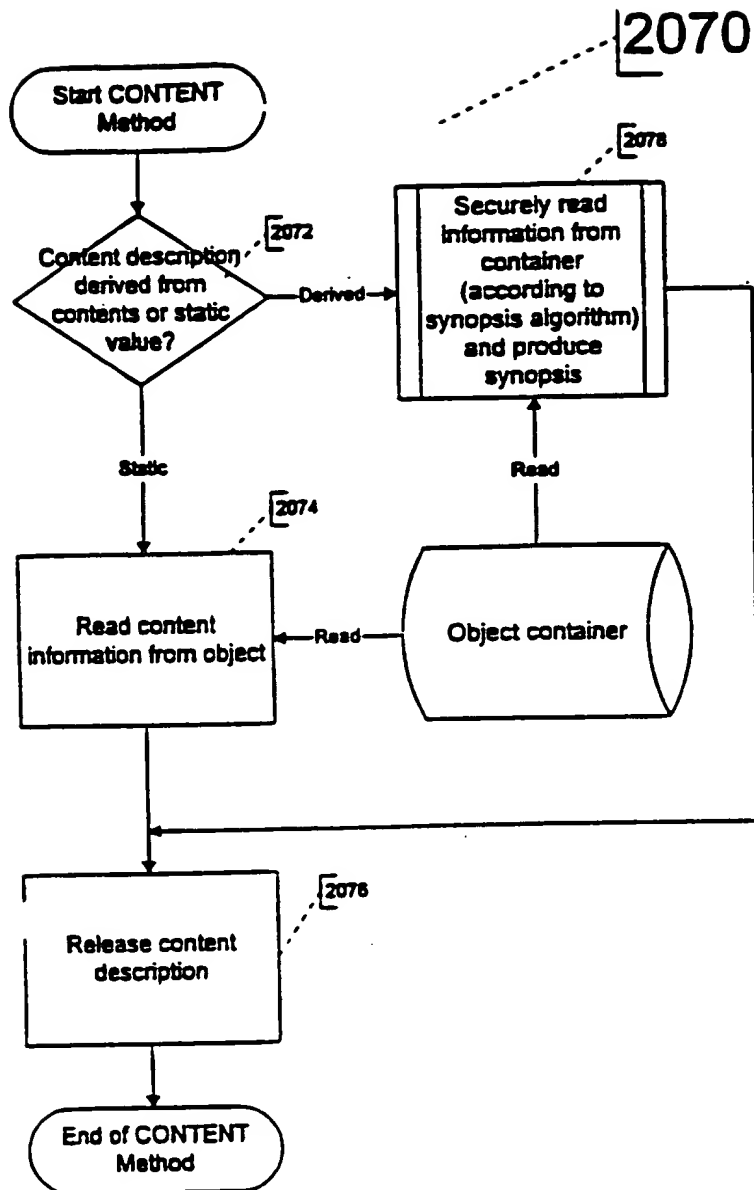 2070
Start CONTENT
Method
2078
Securely read
information from
container
(according to
synopsis algorithm)
and produce
synopsis
2072
Content description
derived from
contents or static
value?
Derived
Static
Read
2074
Read content
information from object
Read
Object container
2076
Release content
description
End of CONTENT
Method